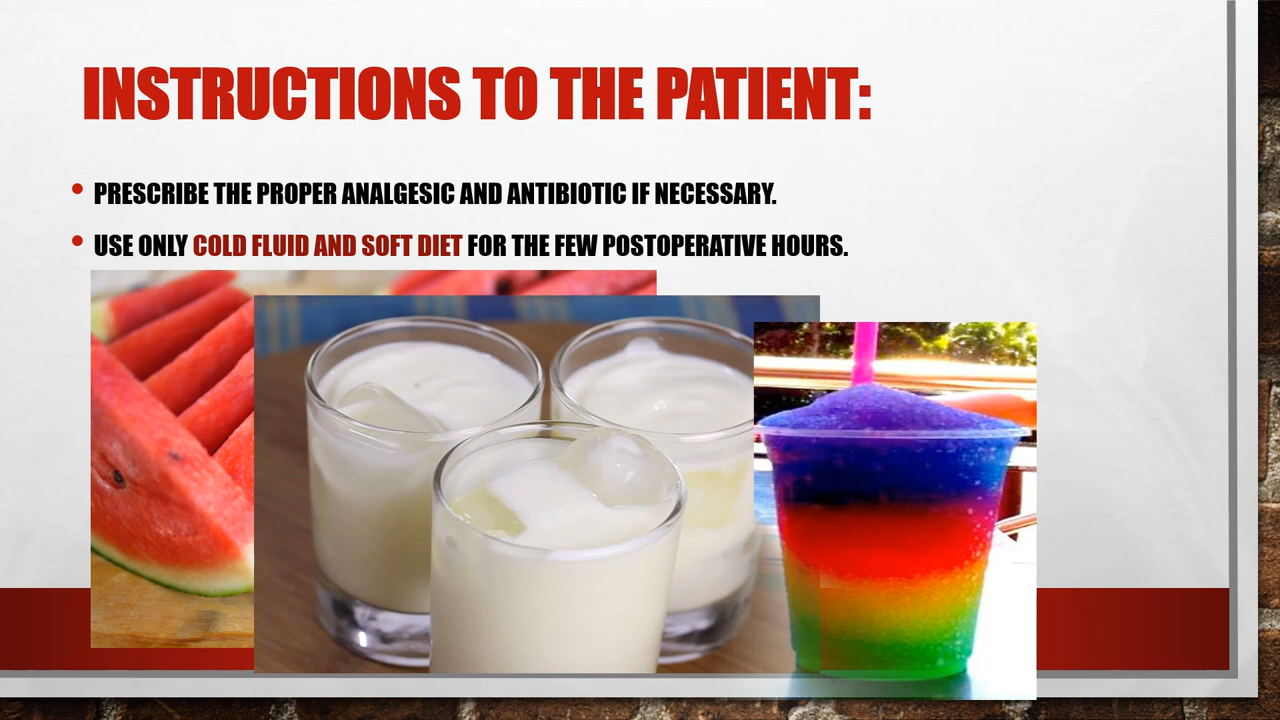 INSTRUCTIONS TO THE PATIENT:
• PRESCRIBE THE PROPER ANALGESIC AND ANTIBIOTIC IF NECESSARY.
• USE ONLY COLD FLUID AND SOFT DIET FOR THE FEW POSTOPERATIVE HOURS.